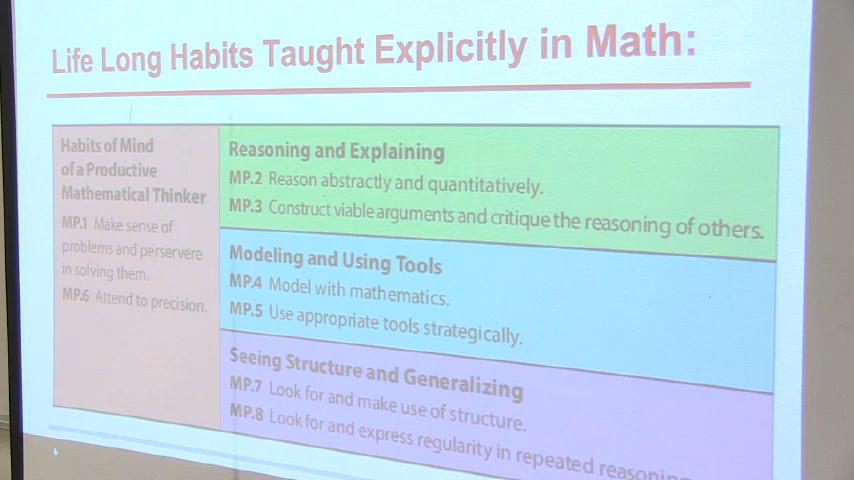 Life Long Habits Taught Explicitly in Math:
Habits of Mind
of a Productive
Mathematical Thinker
MP.1 Make sense of
problems and perservere
in solving them.
MP.6 Attend to precision.
Reasoning and Explaining
MP.2 Reason abstractly and quantitatively.
MP.3 Construct viable arguments and critique the reasoning of others.
Modeling and Using Tools
MP.4 Model with mathematics.
MP.5 Use appropriate tools strategically.
Seeing Structure and Generalizing
MP.7 Look for and make use of structure.
MP.8 Look for and express regularity in repeated reasoning